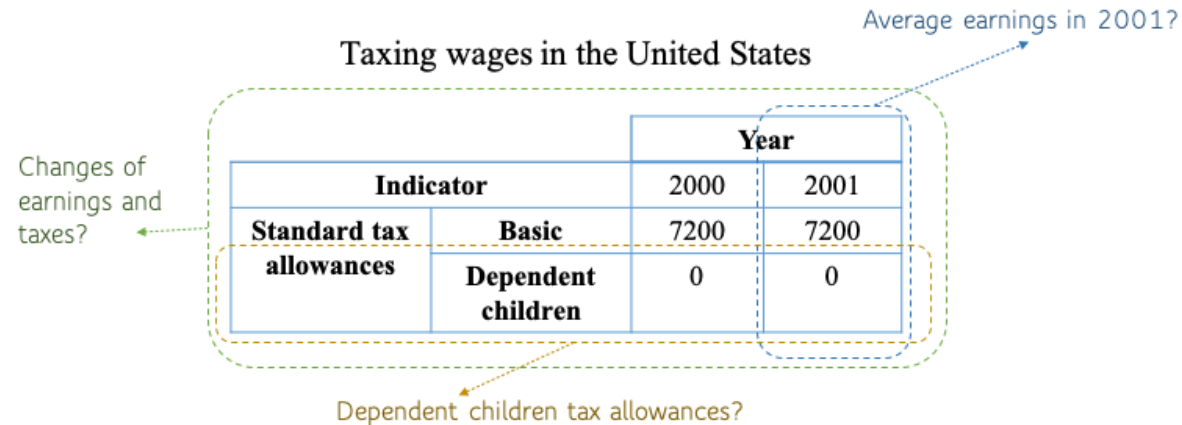 Average earnings in 2001?
Taxing wages in the United States
Changes of
earnings and
taxes?
Year
Indicator 2000 2001
Standard tax Basic 7200 7200
allowances
Dependent 0 0
children
Dependent children tax allowances?